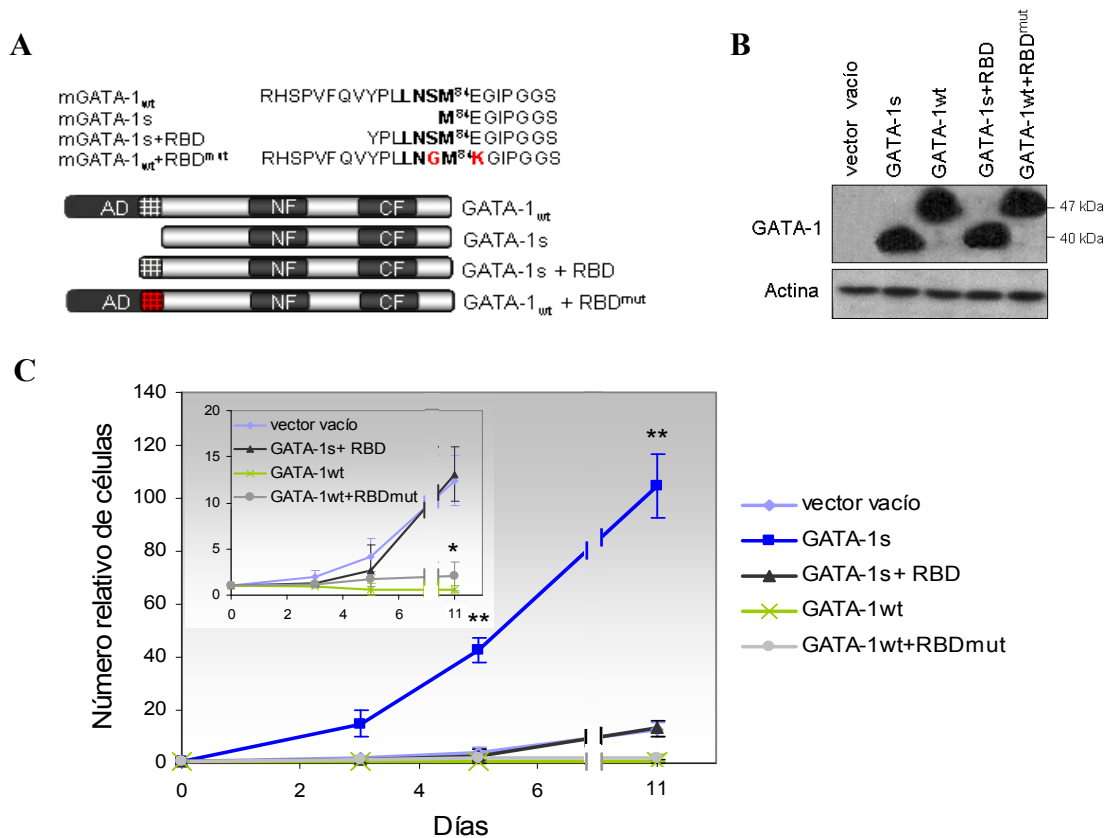 A
mGATA-1wt RHSPVFQVYPLLNSM⁸⁴EGIPGGS
mGATA-1s M⁸⁴EGIPGGS
mGATA-1s+RBD YPLLNSM⁸⁴EGIPGGS
mGATA-1wt+RBDmut RHSPVFQVYPLLNGM⁸⁴KGIPGGS
AD NF CF GATA-1wt
NF CF GATA-1s
NF CF GATA-1s + RBD
AD NF CF GATA-1wt + RBDmut
B
vector vacío
GATA-1s
GATA-1wt
GATA-1s+RBD
GATA-1wt+RBDmut
GATA-1
47 kDa
40 kDa
Actina
C
Número relativo de células
140
120
100
80
60
40
20
0
0 2 4 6 11
Días
20
15
10
5
0
0 2 4 6 11
vector vacío
GATA-1s+ RBD
GATA-1wt
GATA-1wt+RBDmut
*
**
**
vector vacío
GATA-1s
GATA-1s+ RBD
GATA-1wt
GATA-1wt+RBDmut